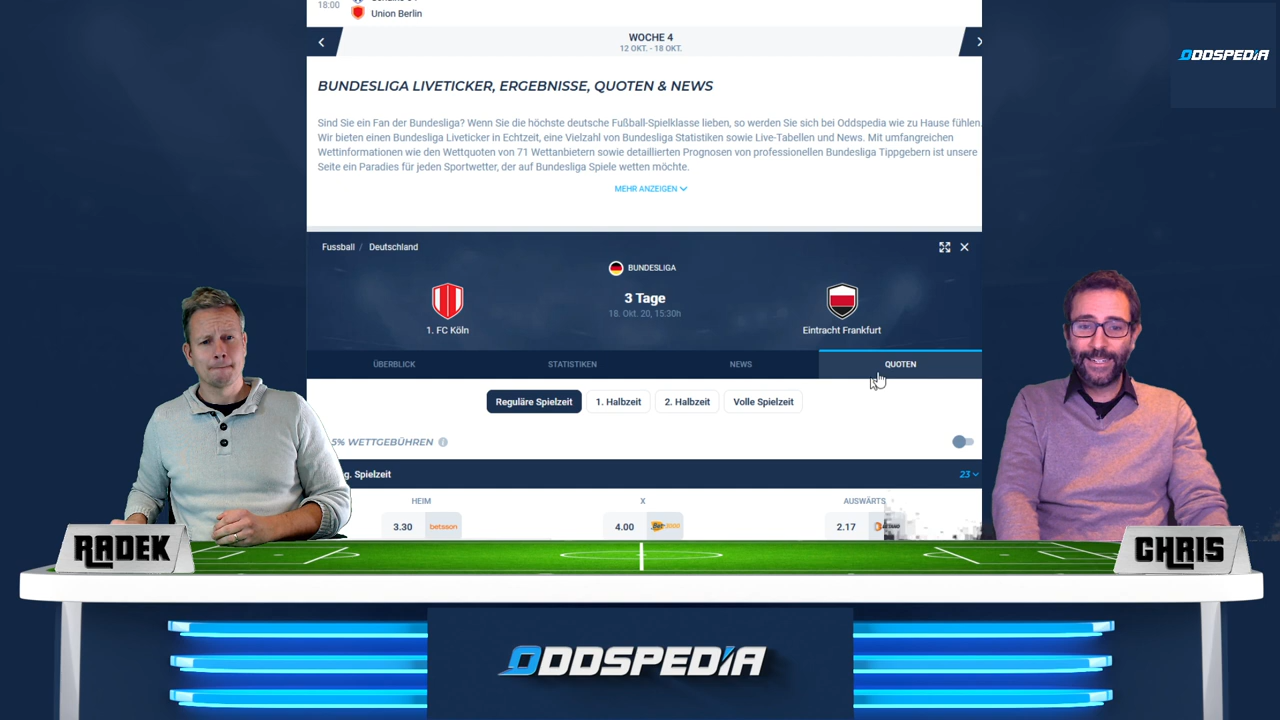 18:00
Union Berlin
WOCHE 4
12 OKT. - 18 OKT.
ODDSPEDIA
BUNDESLIGA LIVETICKER, ERGEBNISSE, QUOTEN & NEWS
Sind Sie ein Fan der Bundesliga? Wenn Sie die höchste deutsche Fußball-Spielklasse lieben, so werden Sie sich bei Oddspedia wie zu Hause fühlen.
Wir bieten einen Bundesliga Liveticker in Echtzeit, eine Vielzahl von Bundesliga Statistiken sowie Live-Tabellen und News. Mit umfangreichen
Wettinformationen wie den Wettquoten von 71 Wettanbietern sowie detaillierten Prognosen von professionellen Bundesliga Tippgebern ist unsere
Seite ein Paradies für jeden Sportwetter, der auf Bundesliga Spiele wetten möchte.
MEHR ANZEIGEN
Fussball / Deutschland
BUNDESLIGA
3 Tage
18. Okt. 20, 15:30h
1. FC Köln
Eintracht Frankfurt
ÜBERBLICK STATISTIKEN NEWS QUOTEN
Reguläre Spielzeit 1. Halbzeit 2. Halbzeit Volle Spielzeit
5% WETTGEBÜHREN
g. Spielzeit 23
HEIM X AUSWÄRTS
3.30 betsson 4.00 Bet3000 2.17
RADEK
CHRIS
ODDSPEDIA